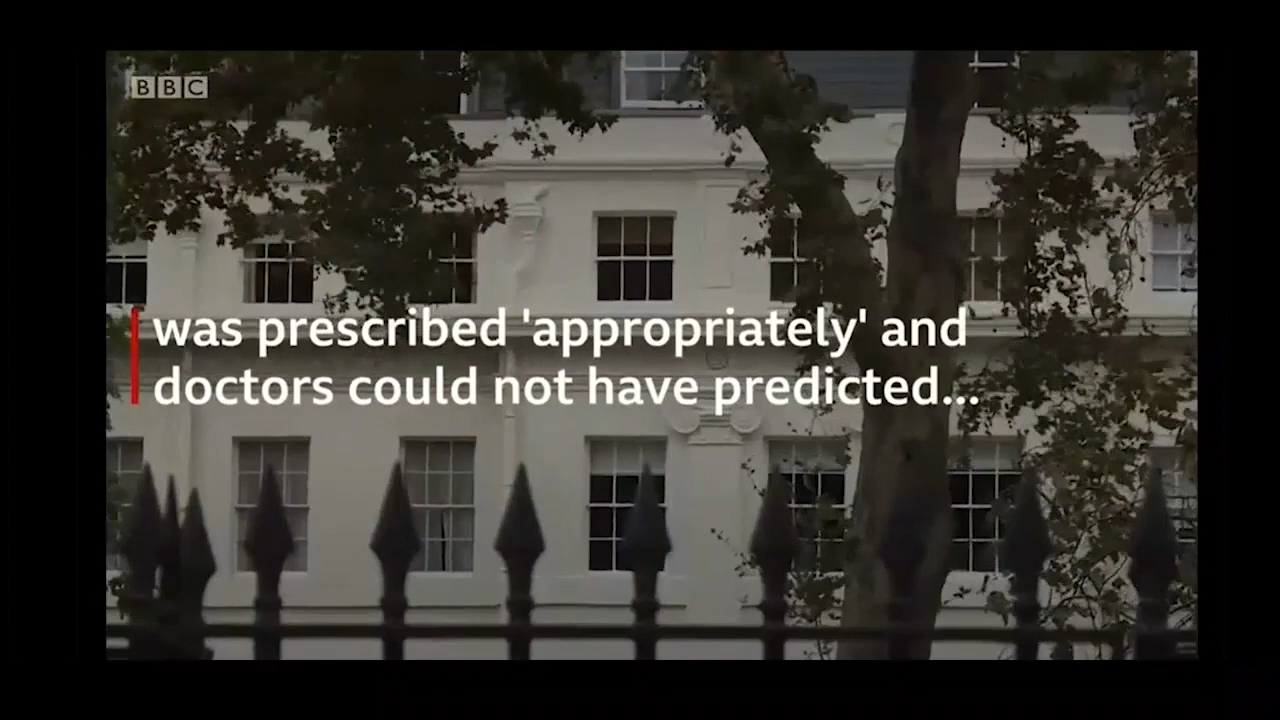 BBC
was prescribed 'appropriately' and
doctors could not have predicted...